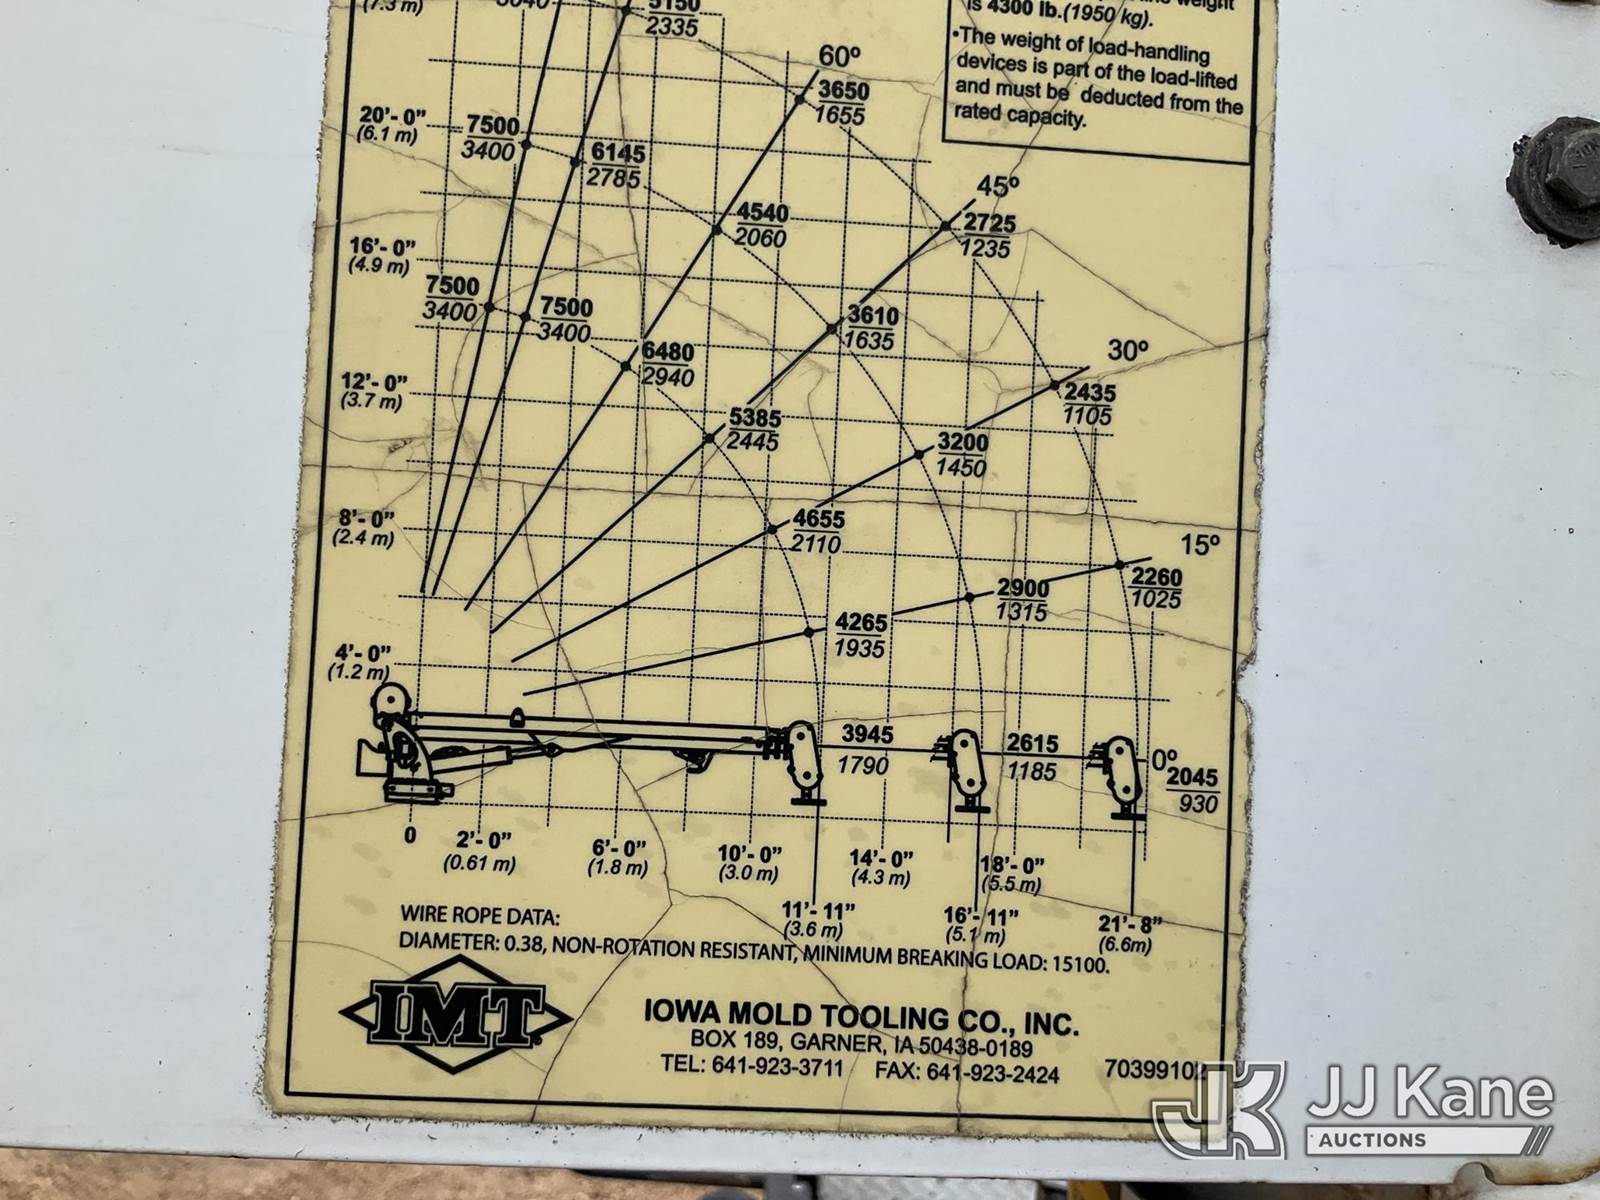 (7.3 m)
5150
2335
weight
is 4300 lb.(1950 kg).
•The weight of load-handling
devices is part of the load-lifted
and must be deducted from the
rated capacity.
60º
3650
1655
20'- 0"
(6.1 m)
7500
3400
6145
2785
45º
4540
2060
2725
1235
16'- 0"
(4.9 m)
7500
3400
7500
3400
3610
1635
30º
6480
2940
12'- 0"
(3.7 m)
2435
1105
5385
2445
3200
1450
8'- 0"
(2.4 m)
4655
2110
15º
2260
1025
2900
1315
4265
1935
4'- 0"
(1.2 m)
3945
1790
2615
1185
0º
2045
930
0
2'- 0"
(0.61 m)
6'- 0"
(1.8 m)
10'- 0"
(3.0 m)
14'- 0"
(4.3 m)
18'- 0"
(5.5 m)
11'- 11"
(3.6 m)
16'- 11"
(5.1 m)
21'- 8"
(6.6m)
WIRE ROPE DATA:
DIAMETER: 0.38, NON-ROTATION RESISTANT, MINIMUM BREAKING LOAD: 15100.
IMT
IOWA MOLD TOOLING CO., INC.
BOX 189, GARNER, IA 50438-0189
TEL: 641-923-3711 FAX: 641-923-2424
70399102
JK JJ Kane
AUCTIONS